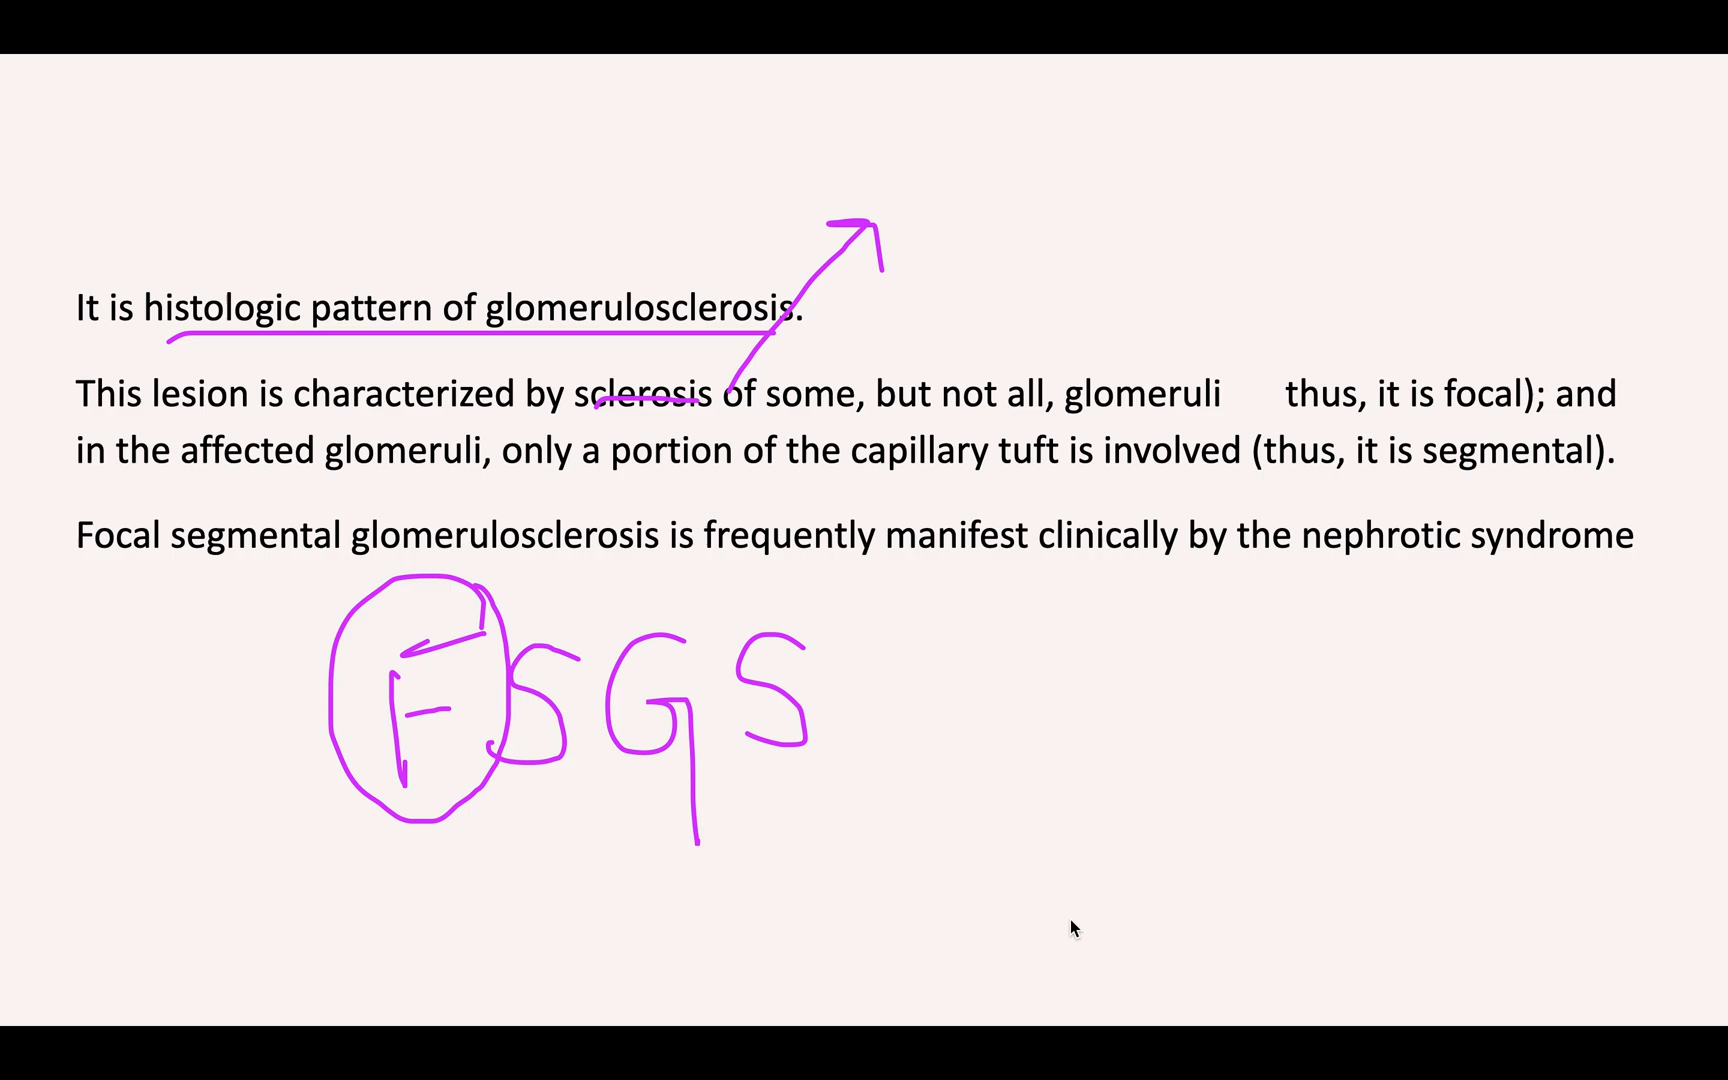 It is histologic pattern of glomerulosclerosis.
This lesion is characterized by sclerosis of some, but not all, glomeruli thus, it is focal); and
in the affected glomeruli, only a portion of the capillary tuft is involved (thus, it is segmental).
Focal segmental glomerulosclerosis is frequently manifest clinically by the nephrotic syndrome
FSGS